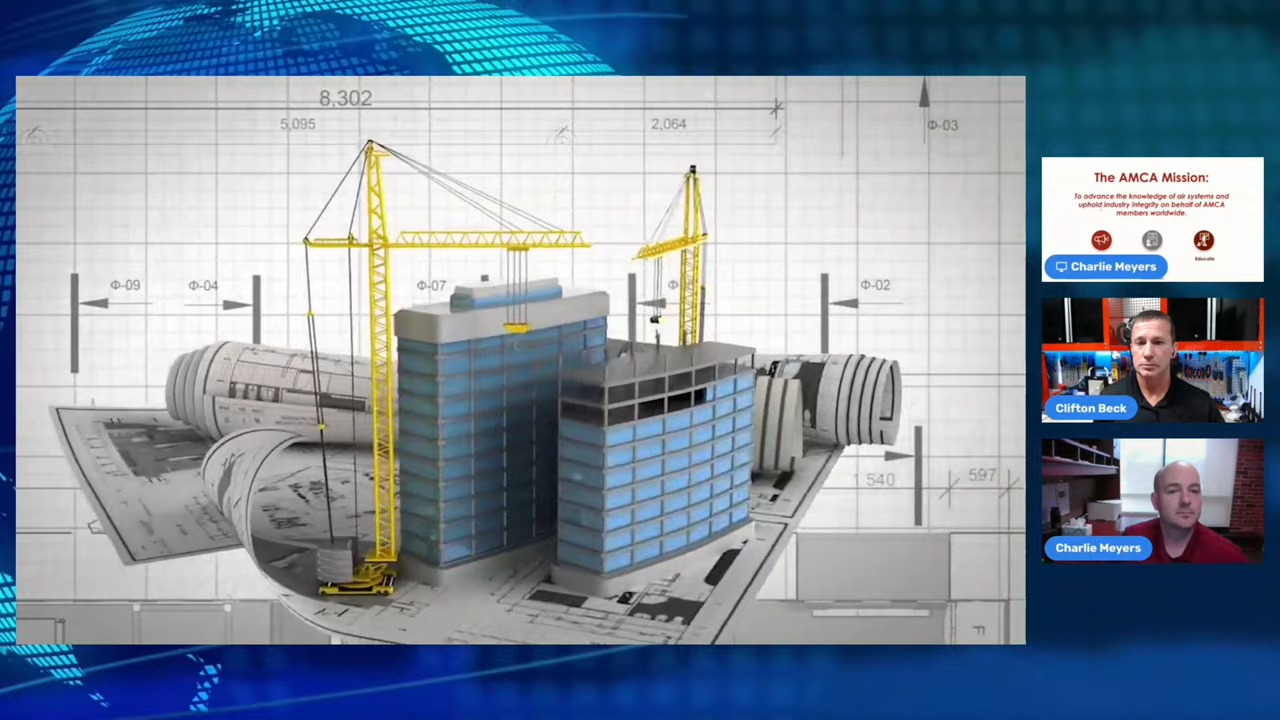 8,302
5,095
2,064
Ф-03
Ф-09
Ф-04
Ф-07
Ф-02
1 540
597
The AMCA Mission:
To advance the knowledge of air systems and
uphold industry integrity on behalf of AMCA
members worldwide.
Educate
Charlie Meyers
Clifton Beck
Charlie Meyers